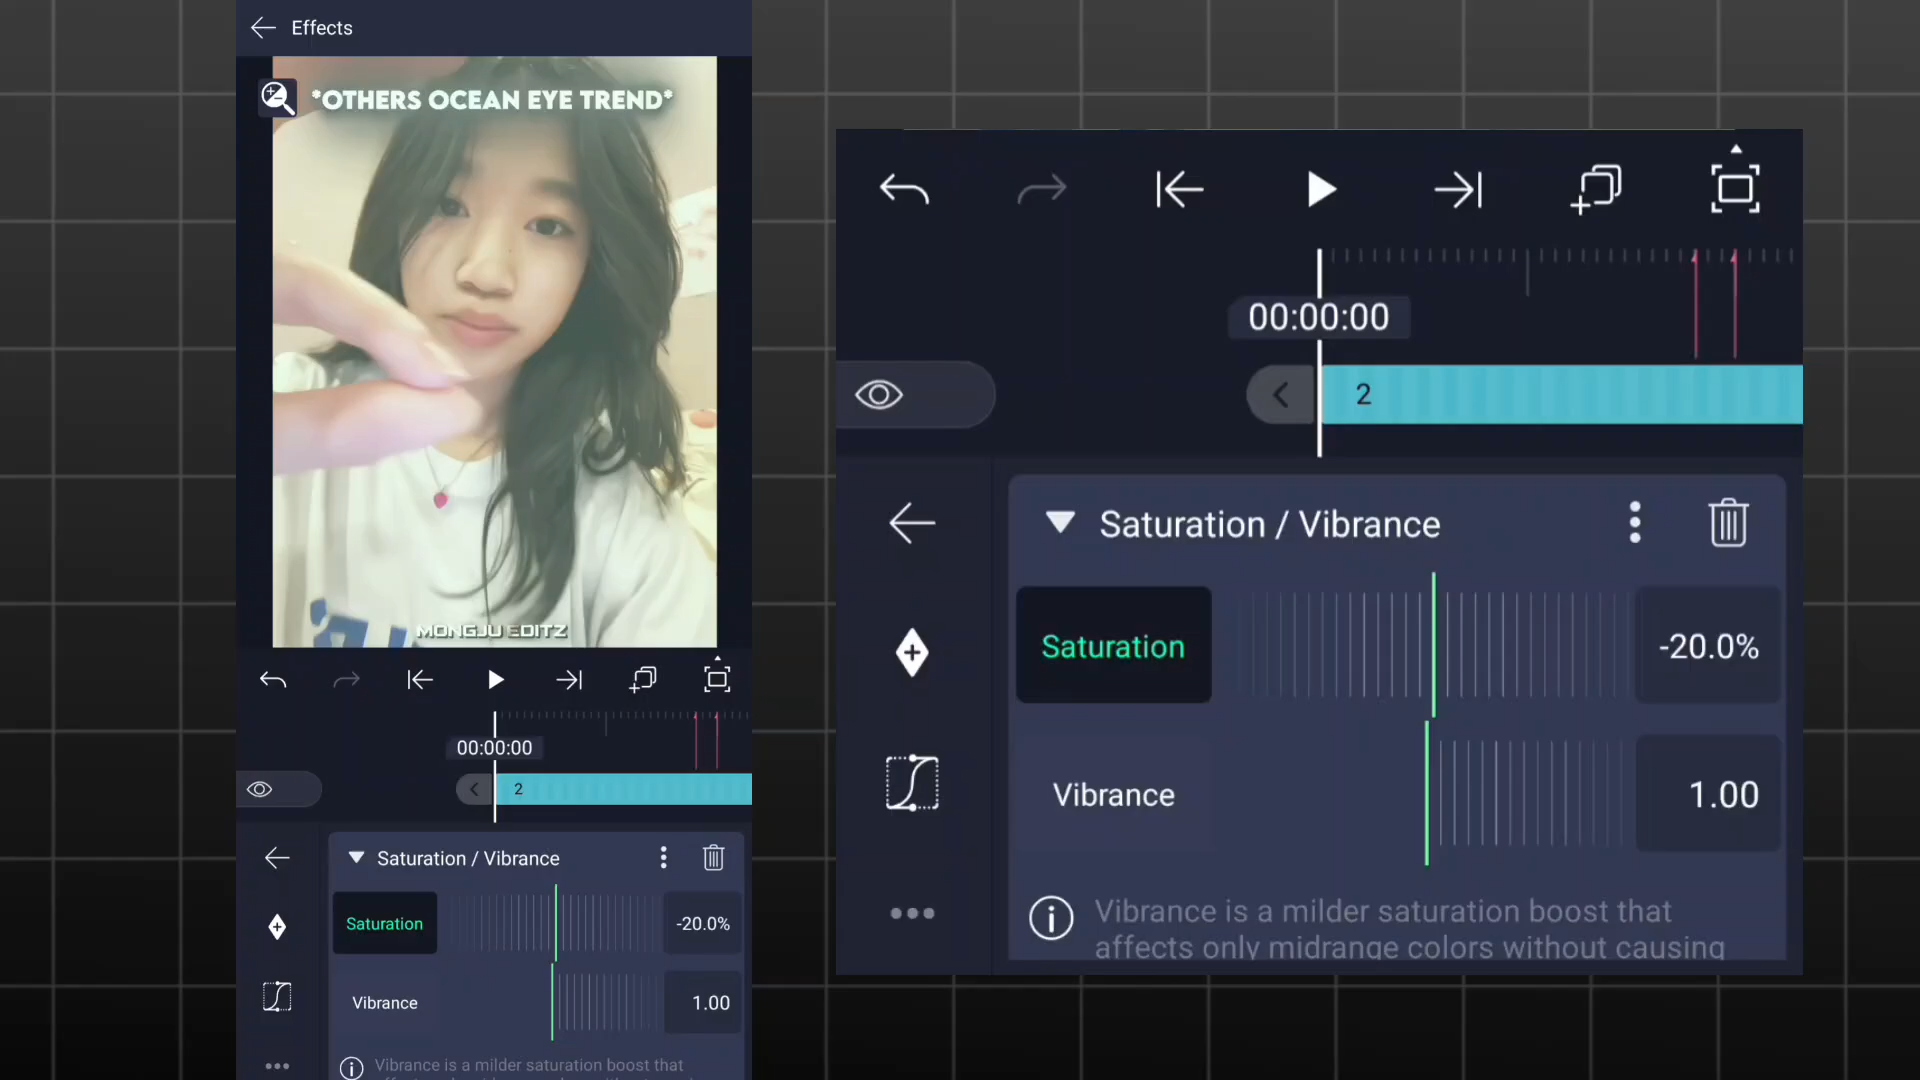 Effects
*OTHERS OCEAN EYE TREND*
MONGJU EDITZ
00:00:00
2
Saturation / Vibrance
Saturation
-20.0%
Vibrance
1.00
Vibrance is a milder saturation boost that
00:00:00
2
Saturation / Vibrance
Saturation
-20.0%
Vibrance
1.00
Vibrance is a milder saturation boost that
affects only midrange colors without causing